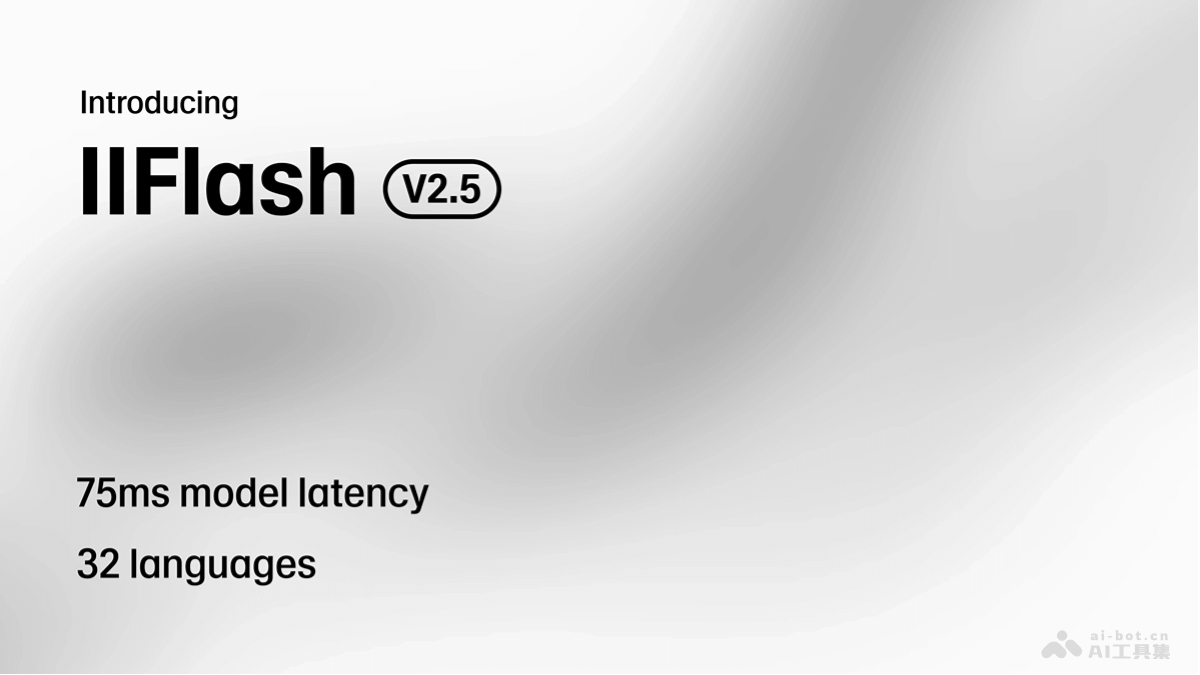 Introducing
IIFlash V2.5
75ms model latency
32 languages
ai-bot.cn
AI工具集